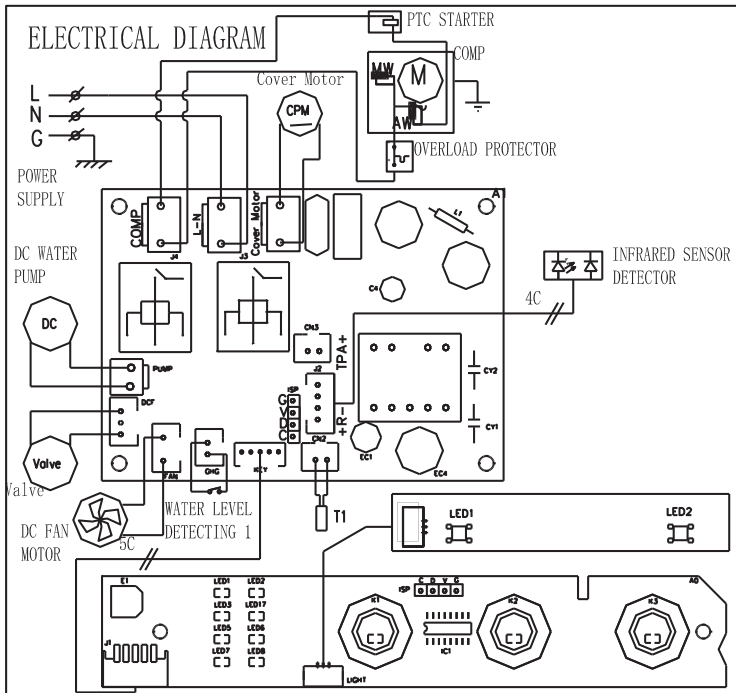 ELECTRICAL DIAGRAM
PTC STARTER
COMP
MW
M
AW
OVERLOAD PROTECTOR
Cover Motor
CPM
L
N
G
POWER
SUPPLY
A1
COMP
J4
L-N
J3
Cover Motor
L1
DC WATER
PUMP
DC
INFRARED SENSOR
DETECTOR
4C
C4
CN3
TPA+
PUMP
DCF
J2
ISP
G
V
D
C
+R-
CY2
CY1
EC1
EC4
Valve
Valve
FAN
CHG
KEY
CN2
WATER LEVEL
DETECTING 1
T1
DC FAN
MOTOR
5C
LED1
LED2
E1
J1
LED1
LED2
LED3
LED17
LED5
LED6
LED7
LED8
LIGHT
K1
ISP
C D V G
IC1
K2
K3
A0